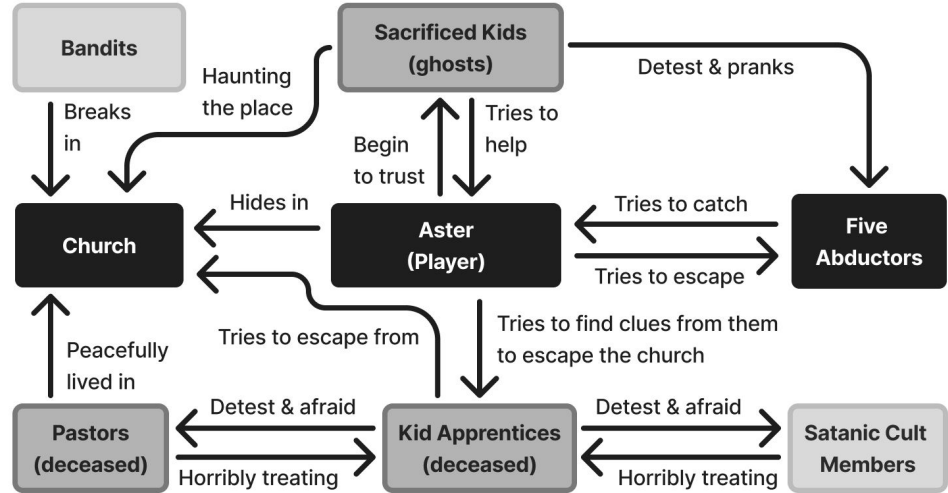 Bandits
Sacrificed Kids
(ghosts)
Haunting
the place
Detest & pranks
Breaks
in
Begin
to trust
Tries to
help
Church
Hides in
Aster
(Player)
Tries to catch
Tries to escape
Five
Abductors
Tries to escape from
Tries to find clues from them
to escape the church
Peacefully
lived in
Pastors
(deceased)
Detest & afraid
Horribly treating
Kid Apprentices
(deceased)
Detest & afraid
Horribly treating
Satanic Cult
Members